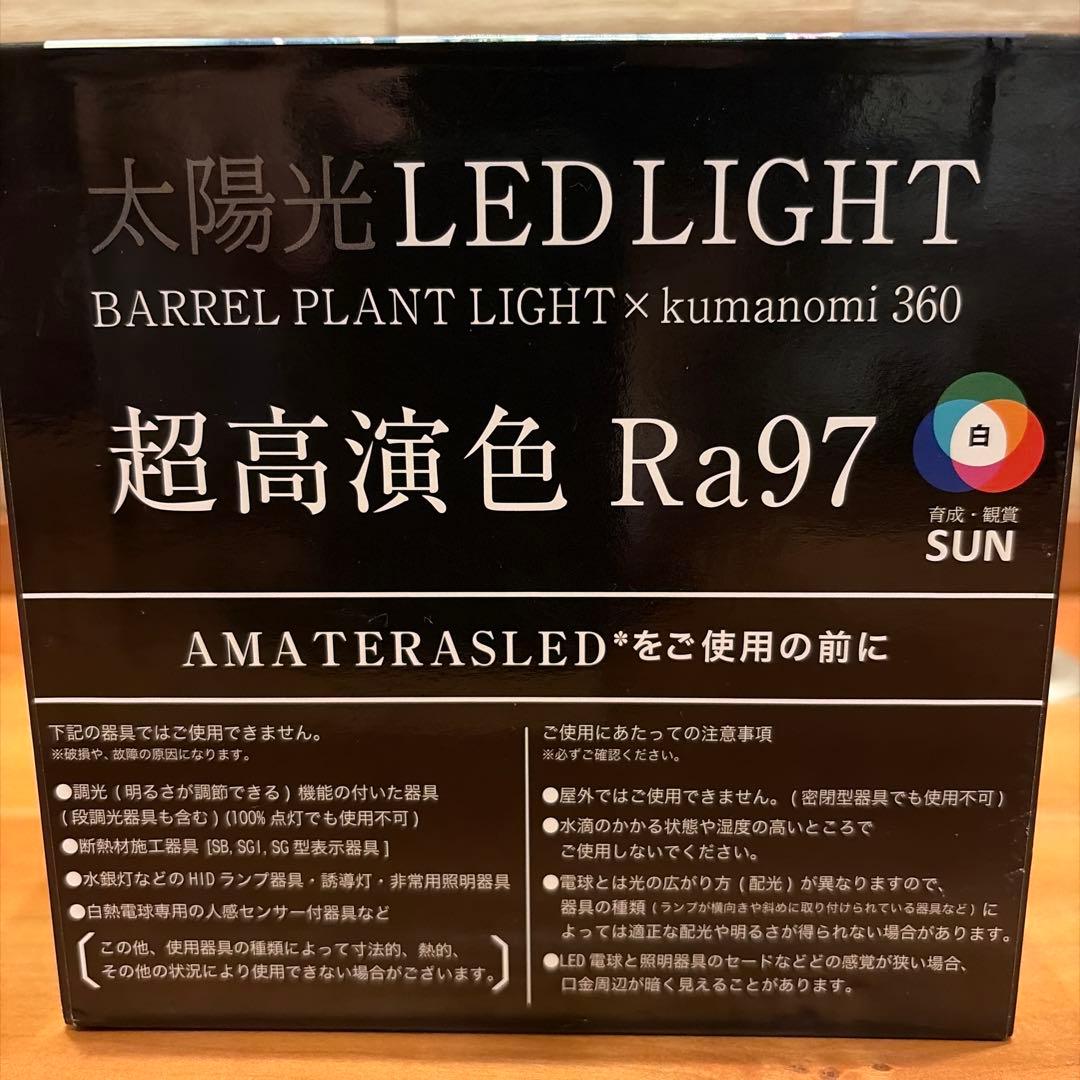 太陽光 LED LIGHT
BARREL PLANT LIGHT × kumanomi 360
超高演色 Ra97
白
育成・観賞
SUN
AMATERASLED*をご使用の前に
下記の器具ではご使用できません。
※破損や、故障の原因になります。
●調光 ( 明るさが調節できる ) 機能の付いた器具
( 段調光器具も含む ) (100% 点灯でも使用不可 )
●断熱材施工器具 [SB, SGI, SG 型表示器具 ]
●水銀灯などの HID ランプ器具・誘導灯・非常用照明器具
●白熱電球専用の人感センサー付器具など
この他、使用器具の種類によって寸法的、熱的、
その他の状況により使用できない場合がございます。
ご使用にあたっての注意事項
※必ずご確認ください。
●屋外ではご使用できません。( 密閉型器具でも使用不可 )
●水滴のかかる状態や湿度の高いところで
ご使用しないでください。
●電球とは光の広がり方 ( 配光 ) が異なりますので、
器具の種類 ( ランプが横向きや斜めに取り付けられている器具など ) に
よっては適正な配光や明るさが得られない場合があります。
●LED 電球と照明器具のセードなどどの感覚が狭い場合、
口金周辺が暗く見えることがあります。